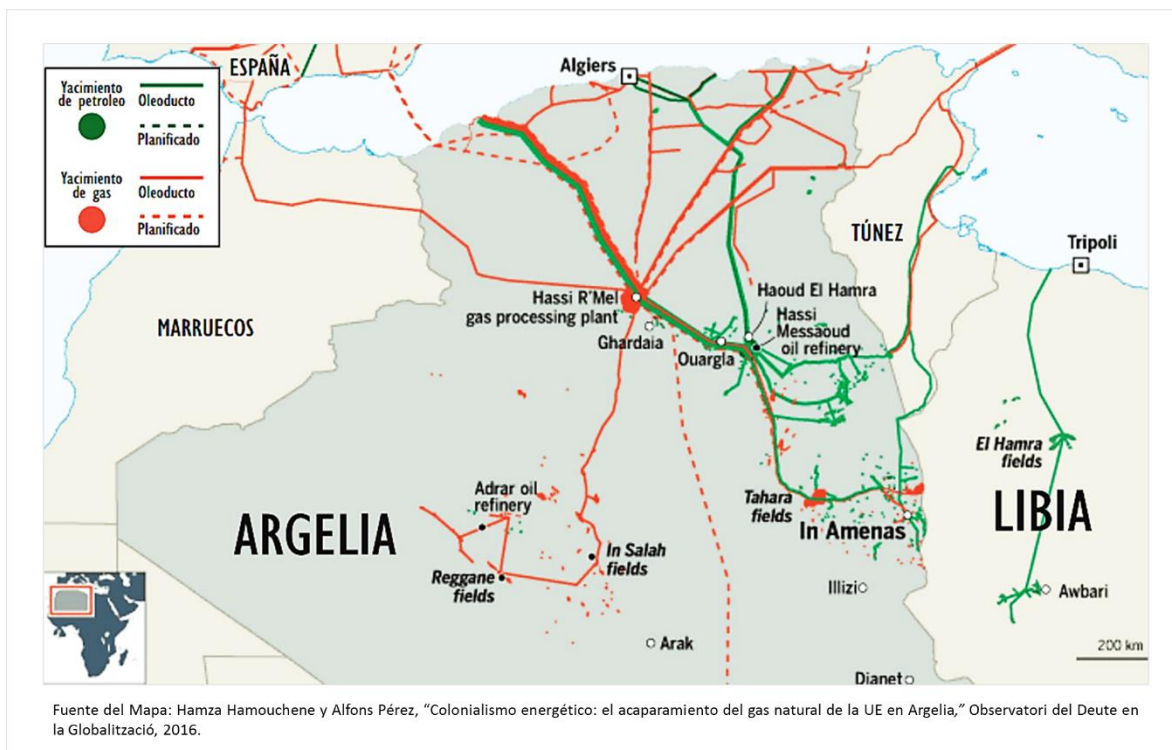 ESPAÑA
Algiers
Yacimiento
de petroleo
Oleoducto
Planificado
Yacimiento
de gas
Oleoducto
Planificado
TÚNEZ
Tripoli
MARRUECOS
Hassi R'Mel
gas processing plant
Ghardaia
Haoud El Hamra
Hassi
Messaoud
oil refinery
Ouargla
El Hamra
fields
LIBIA
Adrar oil
refinery
ARGELIA
Tahara
fields
In Amenas
In Salah
fields
Reggane
fields
Illizi
Awbari
Arak
200 km
Djanet
Fuente del Mapa: Hamza Hamouchene y Alfons Pérez, “Colonialismo energético: el acaparamiento del gas natural de la UE en Argelia,” Observatori del Deute en
la Globalització, 2016.